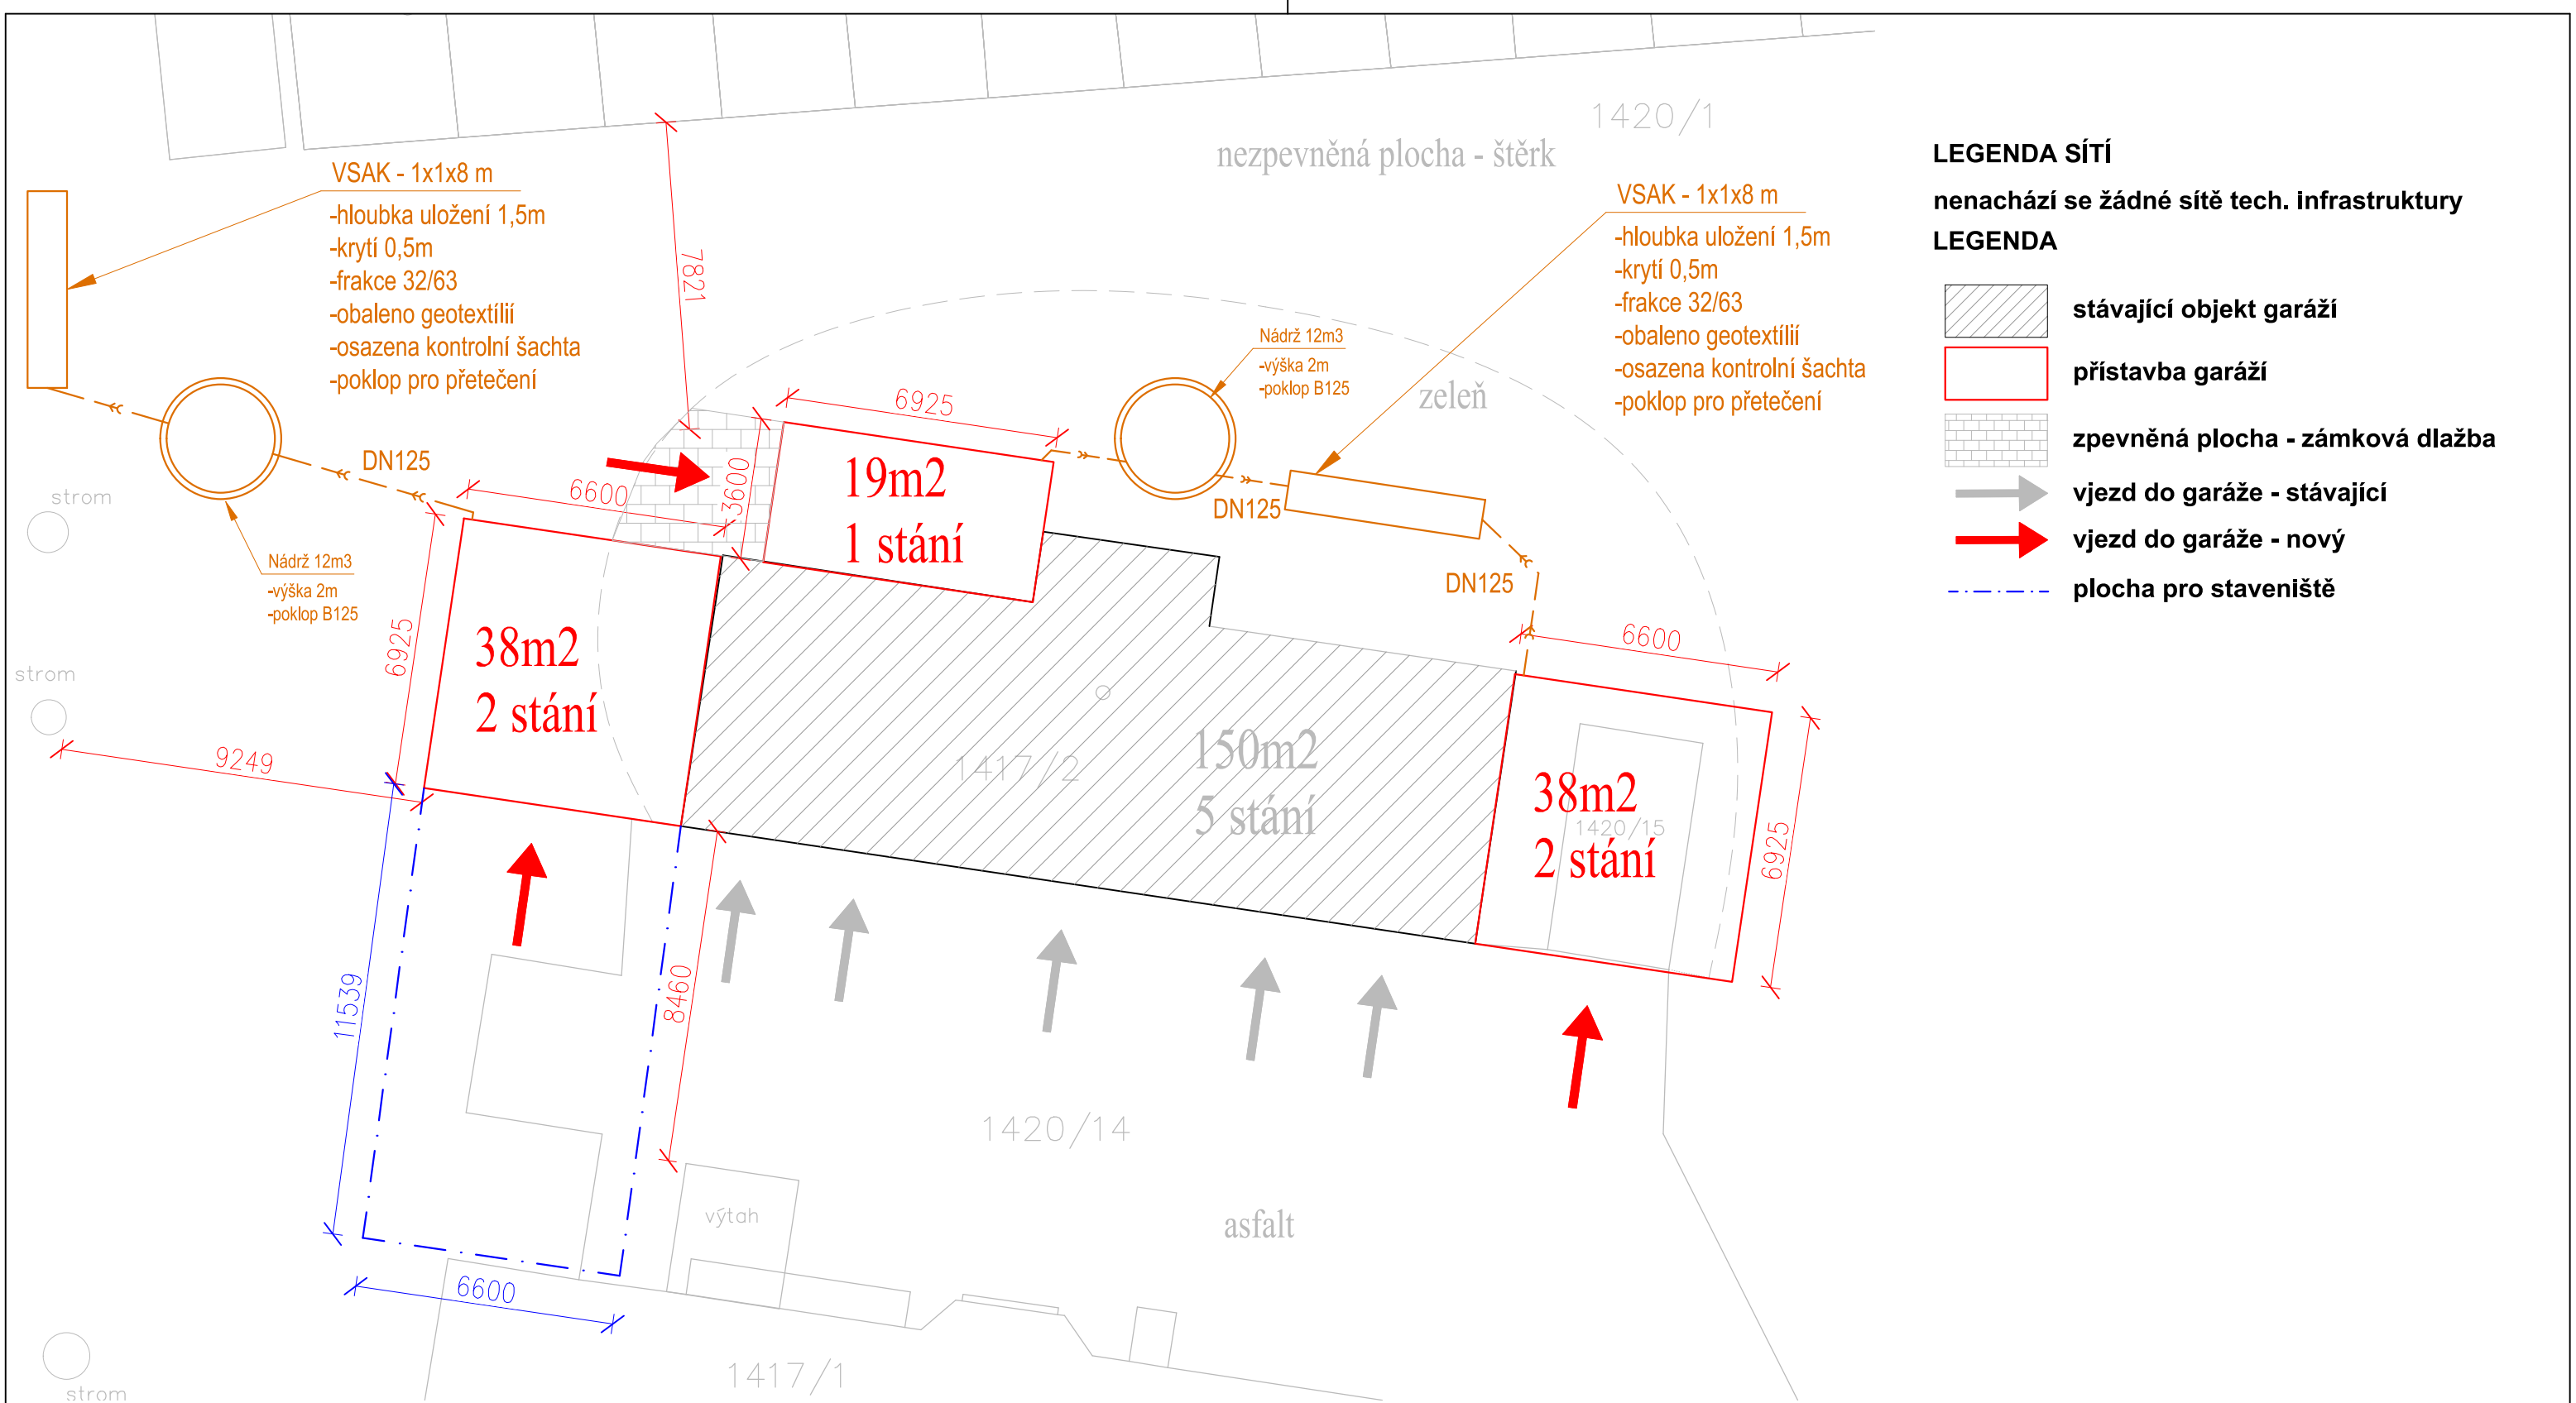 1420/1
nezpevněná plocha - štěrk
VSAK - 1x1x8 m
-hloubka uložení 1,5m
-krytí 0,5m
-frakce 32/63
-obaleno geotextílií
-osazena kontrolní šachta
-poklop pro přetečení
7821
VSAK - 1x1x8 m
-hloubka uložení 1,5m
-krytí 0,5m
-frakce 32/63
-obaleno geotextílií
-osazena kontrolní šachta
-poklop pro přetečení
LEGENDA SÍTÍ
nenachází se žádné sítě tech. infrastruktury
LEGENDA
stávající objekt garáží
přístavba garáží
zpevněná plocha - zámková dlažba
vjezd do garáže - stávající
vjezd do garáže - nový
plocha pro staveniště
Nádrž 12m3
-výška 2m
-poklop B125
zeleň
6925
DN125
6600
3600
19m2
1 stání
DN125
strom
Nádrž 12m3
-výška 2m
-poklop B125
DN125
6925
38m2
2 stání
6600
strom
9249
1417/2
150m2
5 stání
38m2
1420/15
2 stání
6925
11539
8460
1420/14
výtah
asfalt
6600
1417/1
strom